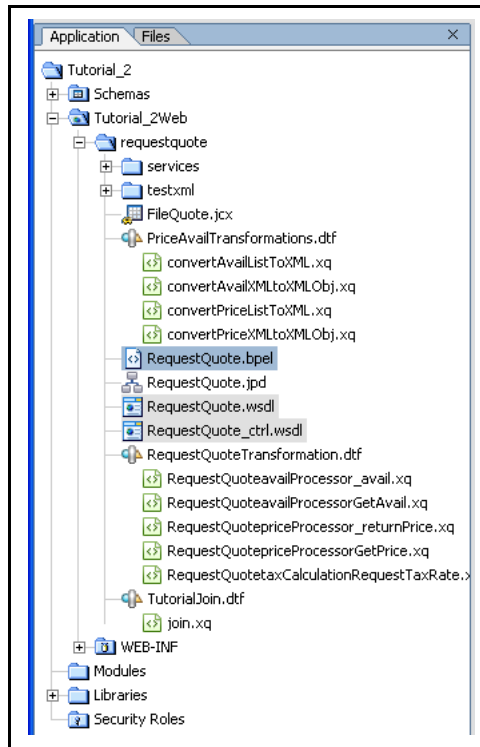 Application Files
Tutorial_2
Schemas
Tutorial_2Web
requestquote
services
testxml
FileQuote.jcx
PriceAvailTransformations.dtf
convertAvailListToXML.xq
convertAvailXMLtoXMLObj.xq
convertPriceListToXML.xq
convertPriceXMLtoXMLObj.xq
RequestQuote.bpel
RequestQuote.jpd
RequestQuote.wsdl
RequestQuote_ctrl.wsdl
RequestQuoteTransformation.dtf
RequestQuoteavailProcessor_avail.xq
RequestQuoteavailProcessorGetAvail.xq
RequestQuotepriceProcessor_returnPrice.xq
RequestQuotepriceProcessorGetPrice.xq
RequestQuotetaxCalculationRequestTaxRate.x
TutorialJoin.dtf
join.xq
WEB-INF
Modules
Libraries
Security Roles